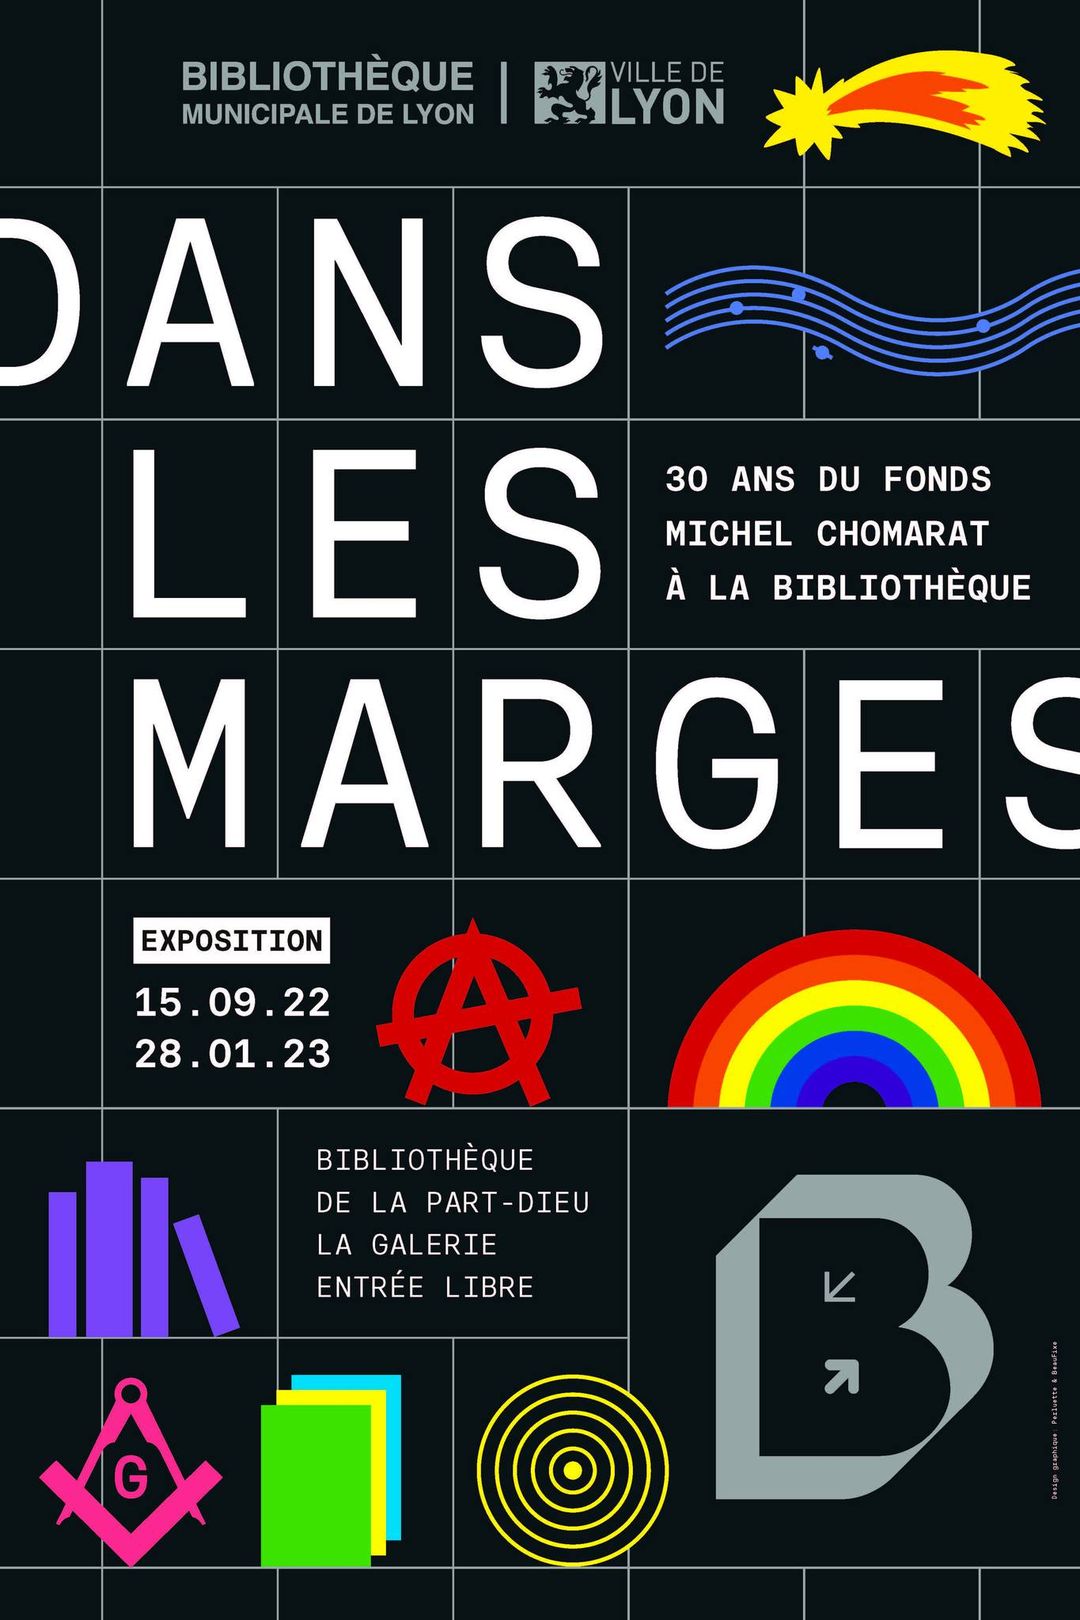 BIBLIOTHÈQUE
MUNICIPALE DE LYON
VILLE DE
LYON
DANS
LES
30 ANS DU FONDS
MICHEL CHOMARAT
À LA BIBLIOTHÈQUE
MARGES
EXPOSITION
15.09.22
28.01.23
A
BIBLIOTHÈQUE
DE LA PART-DIEU
LA GALERIE
ENTRÉE LIBRE
B
G
Design graphique: Perluette & BeauFixe